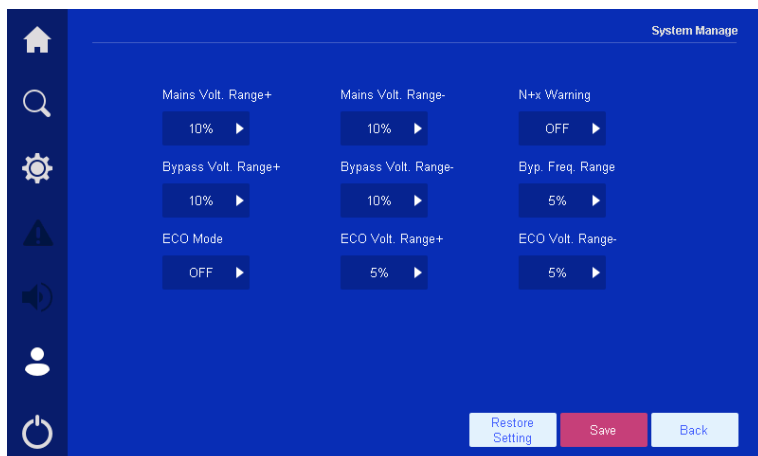 System Manage
Mains Volt. Range+ Mains Volt. Range- N+x Warning
10% 10% OFF
Bypass Volt. Range+ Bypass Volt. Range- Byp. Freq. Range
10% 10% 5%
ECO Mode ECO Volt. Range+ ECO Volt. Range-
OFF 5% 5%
Restore
Setting
Save
Back